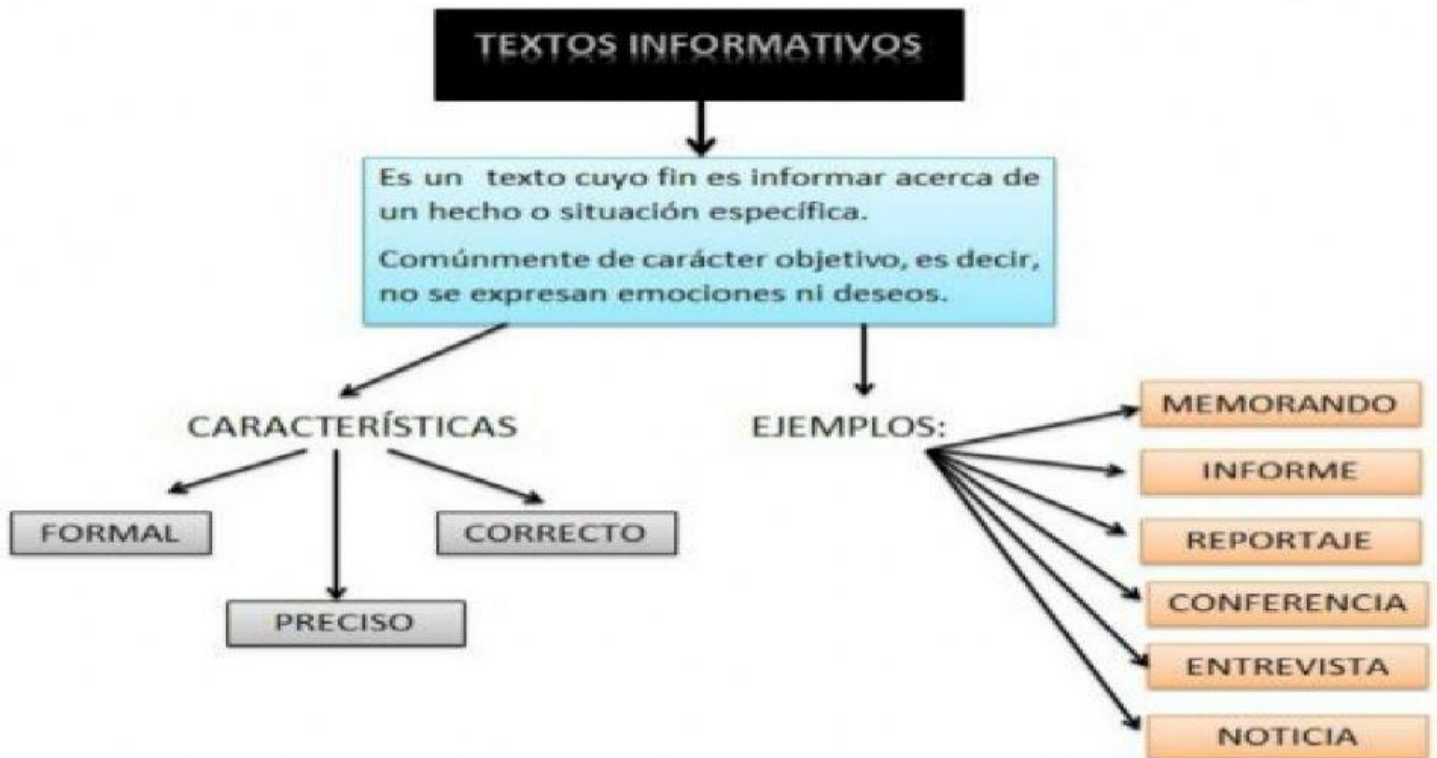 TEXTOS INFORMATIVOS
Es un texto cuyo fin es informar acerca de
un hecho o situación específica.
Comúnmente de carácter objetivo, es decir,
no se expresan emociones ni deseos.
CARACTERÍSTICAS
FORMAL
PRECISO
CORRECTO
EJEMPLOS:
MEMORANDO
INFORME
REPORTAJE
CONFERENCIA
ENTREVISTA
NOTICIA